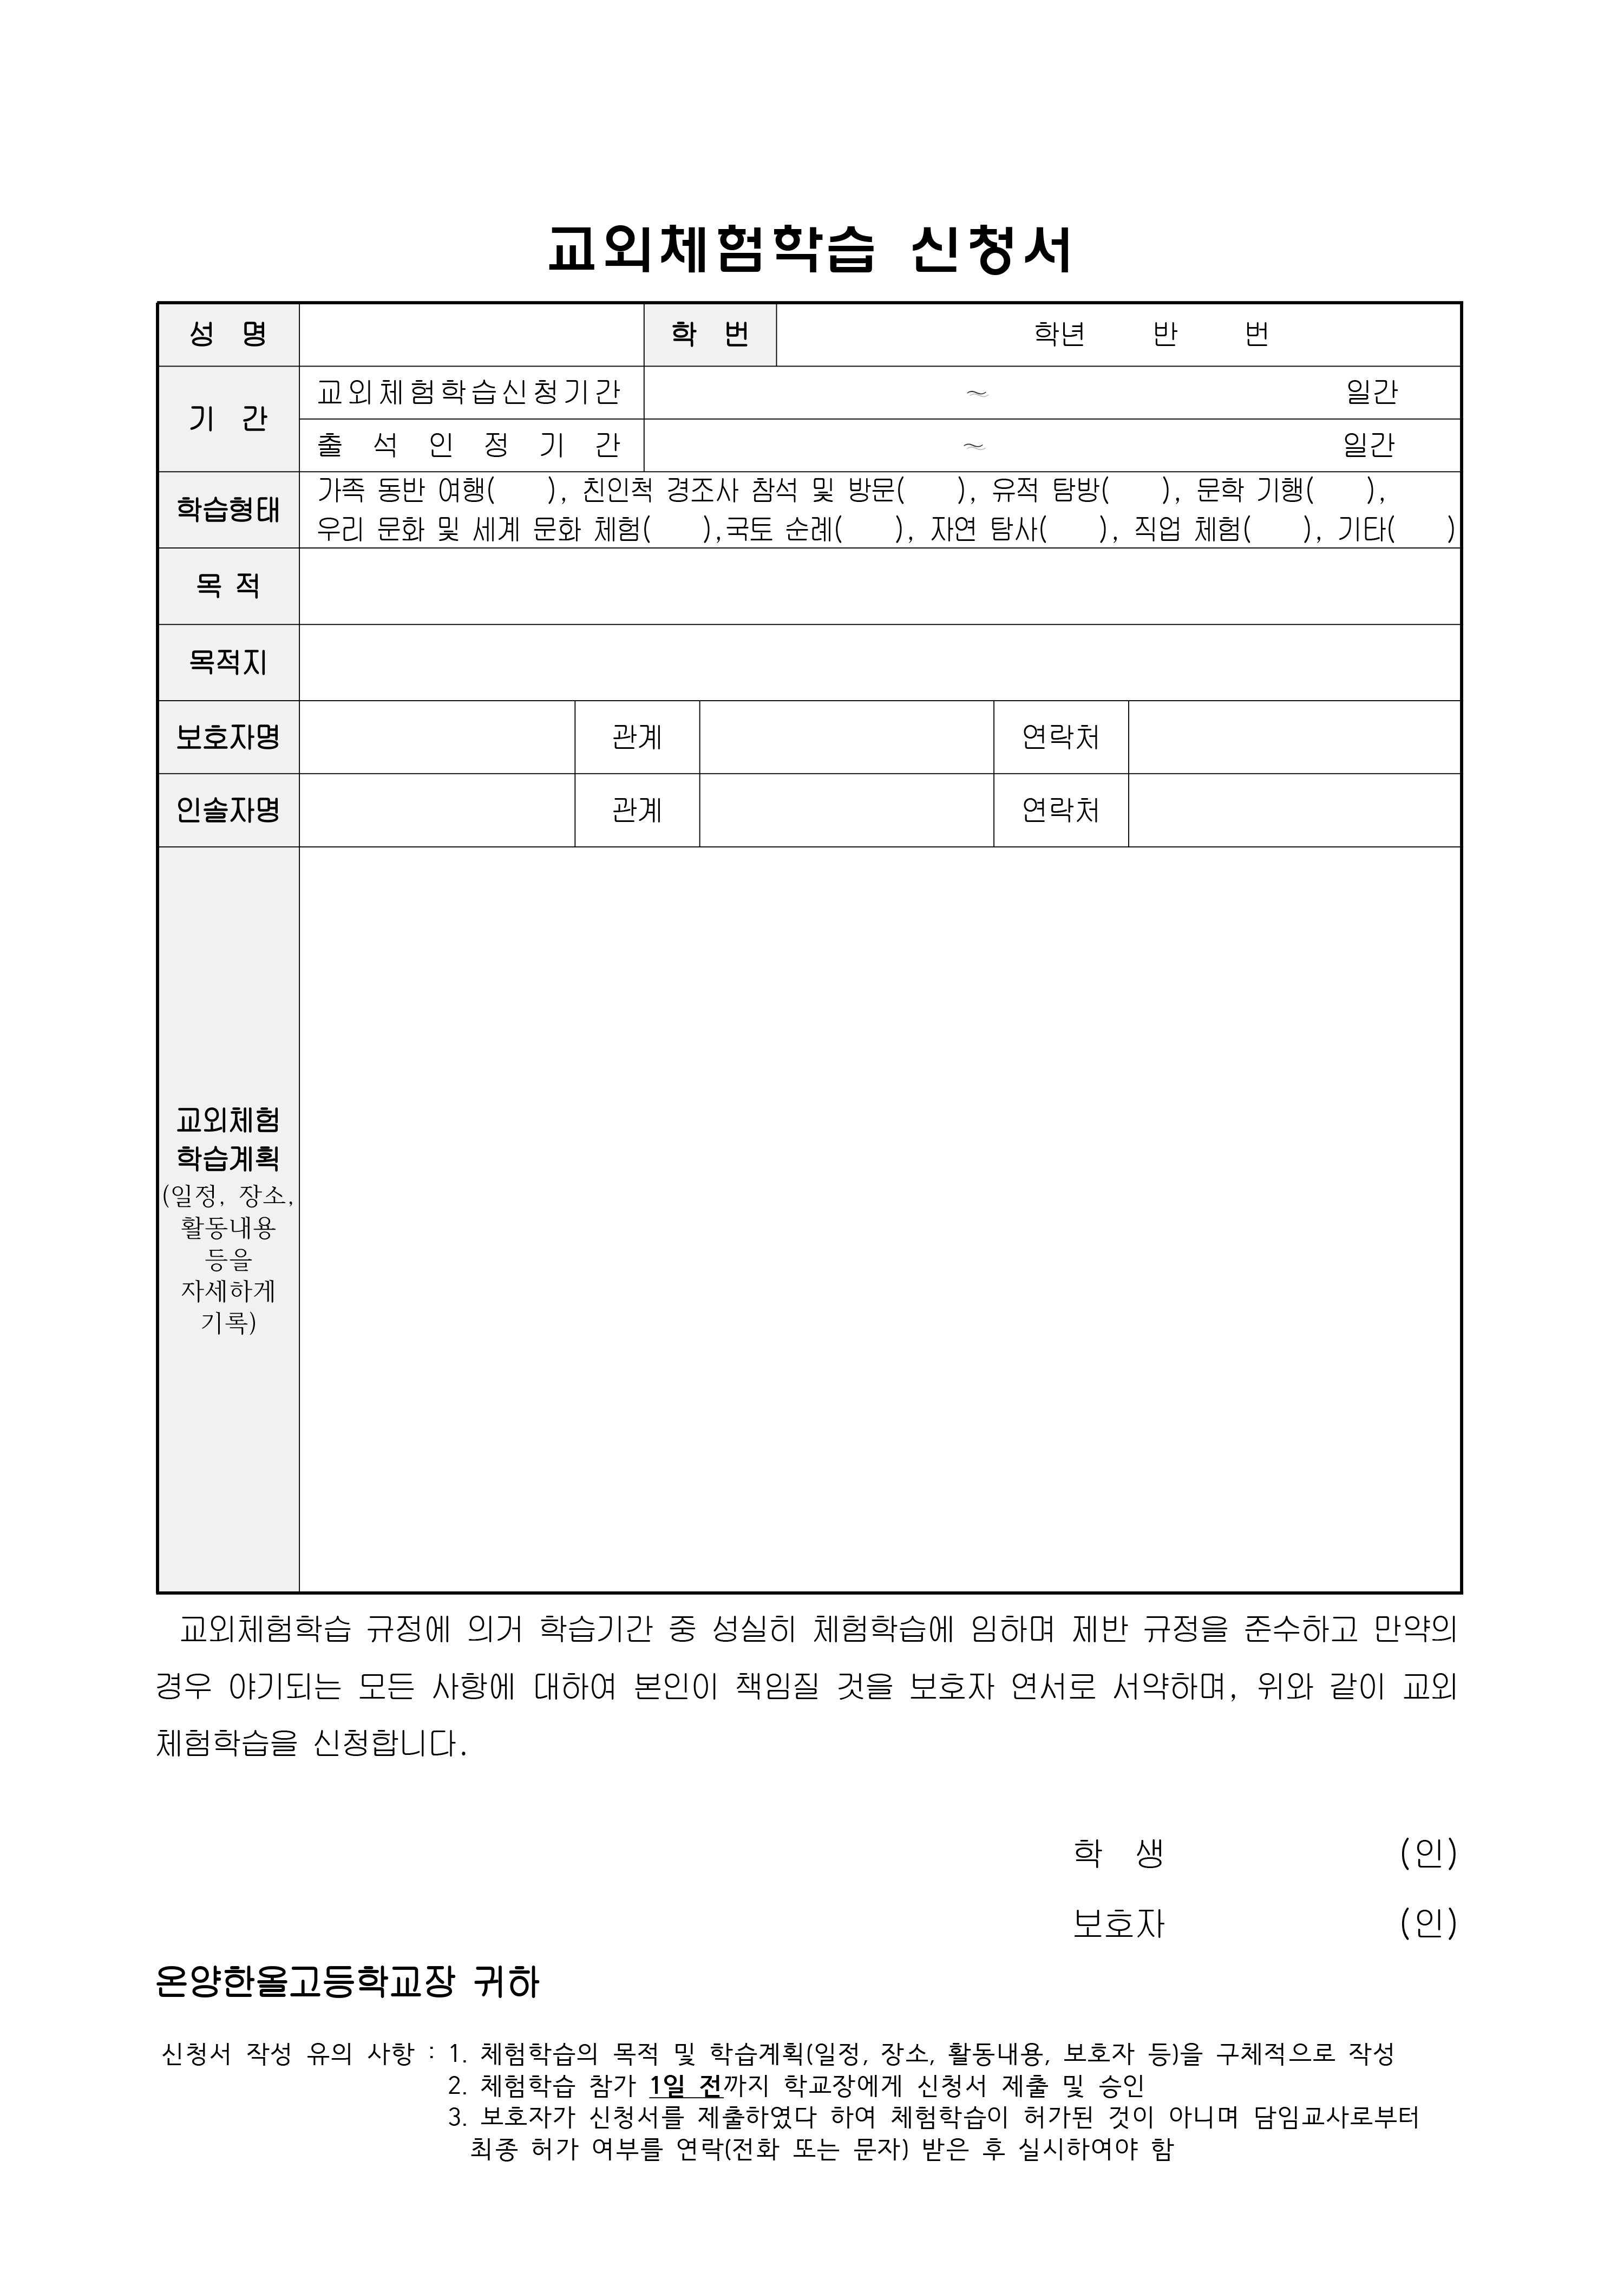 교외체험학습 신청서
성 명 학 번 학년 반 번
기 간 교외체험학습신청기간 ~ 일간
출 석 인 정 기 간 ~ 일간
학습형태 가족 동반 여행( ), 친인척 경조사 참석 및 방문( ), 유적 탐방( ), 문학 기행( ),
우리 문화 및 세계 문화 체험( ),국토 순례( ), 자연 탐사( ), 직업 체험( ), 기타( )
목 적
목적지
보호자명 관계 연락처
인솔자명 관계 연락처
교외체험
학습계획
(일정, 장소,
활동내용
등을
자세하게
기록)
교외체험학습 규정에 의거 학습기간 중 성실히 체험학습에 임하며 제반 규정을 준수하고 만약의
경우 야기되는 모든 사항에 대하여 본인이 책임질 것을 보호자 연서로 서약하며, 위와 같이 교외
체험학습을 신청합니다.
학 생 (인)
보호자 (인)
온양한올고등학교장 귀하
신청서 작성 유의 사항 : 1. 체험학습의 목적 및 학습계획(일정, 장소, 활동내용, 보호자 등)을 구체적으로 작성
2. 체험학습 참가 1일 전까지 학교장에게 신청서 제출 및 승인
3. 보호자가 신청서를 제출하였다 하여 체험학습이 허가된 것이 아니며 담임교사로부터
최종 허가 여부를 연락(전화 또는 문자) 받은 후 실시하여야 함